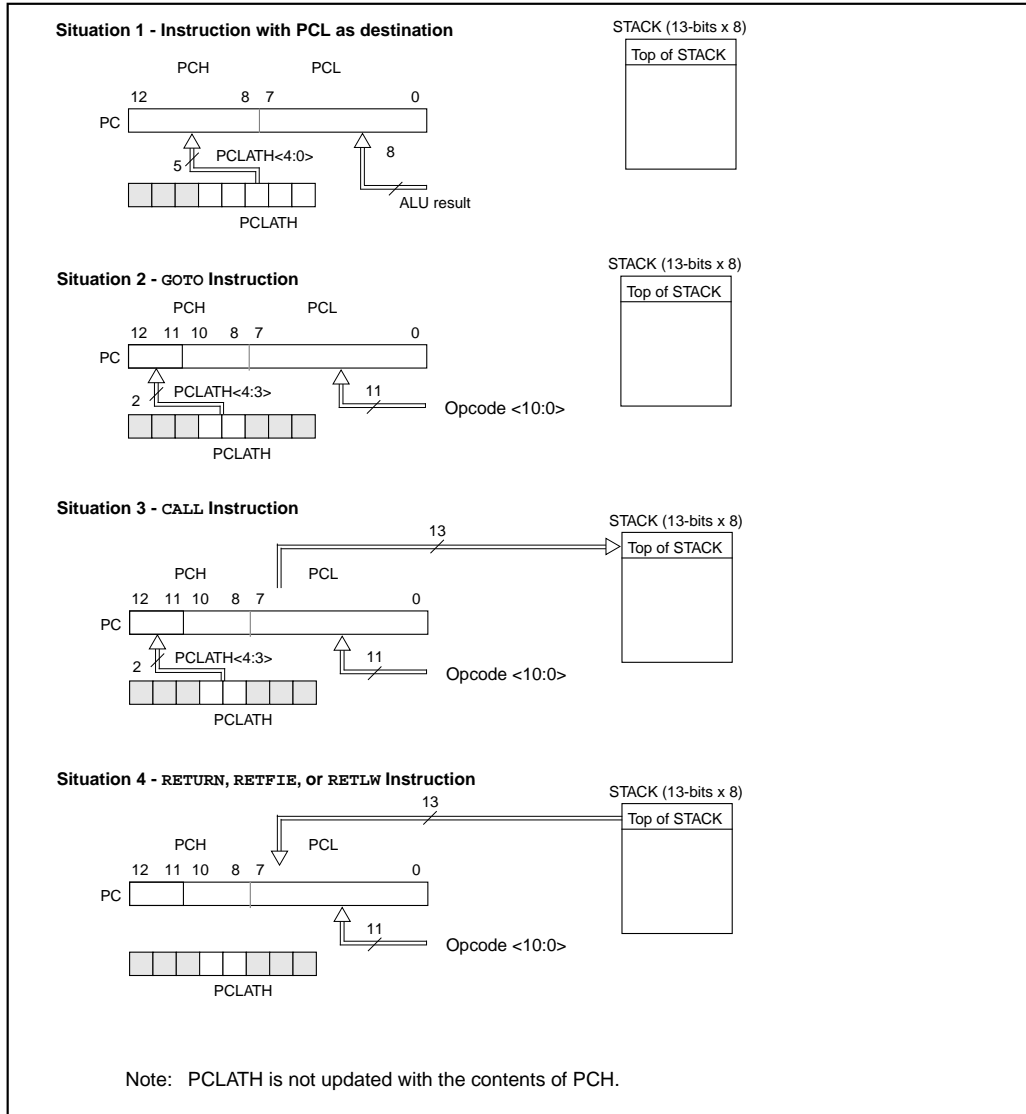 Situation 1 - Instruction with PCL as destination
STACK (13-bits x 8)
Top of STACK
PCH PCL
12 8 7 0
PC
5 PCLATH<4:0> 8
ALU result
PCLATH
Situation 2 - GOTO Instruction
STACK (13-bits x 8)
Top of STACK
PCH PCL
12 11 10 8 7 0
PC
2 PCLATH<4:3> 11
Opcode <10:0>
PCLATH
Situation 3 - CALL Instruction
STACK (13-bits x 8)
13
Top of STACK
PCH PCL
12 11 10 8 7 0
PC
2 PCLATH<4:3> 11
Opcode <10:0>
PCLATH
Situation 4 - RETURN, RETFIE, or RETLW Instruction
STACK (13-bits x 8)
13
Top of STACK
PCH PCL
12 11 10 8 7 0
PC
11
Opcode <10:0>
PCLATH
Note: PCLATH is not updated with the contents of PCH.